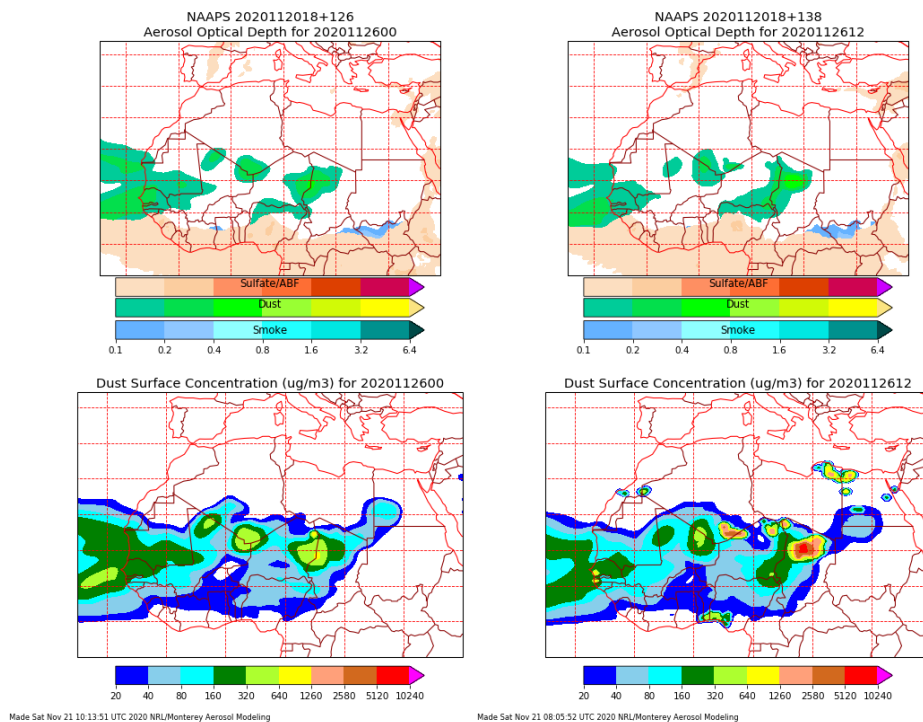 NAAPS 2020112018+126
Aerosol Optical Depth for 2020112600
Sulfate/ABF
Dust
Smoke
0.1 0.2 0.4 0.8 1.6 3.2 6.4
NAAPS 2020112018+138
Aerosol Optical Depth for 2020112612
Sulfate/ABF
Dust
Smoke
0.1 0.2 0.4 0.8 1.6 3.2 6.4
Dust Surface Concentration (ug/m3) for 2020112600
20 40 80 160 320 640 1260 2560 5120 10240
Made Sat Nov 21 10:13:51 UTC 2020 NRL/Monterey Aerosol Modeling
Dust Surface Concentration (ug/m3) for 2020112612
20 40 80 160 320 640 1260 2560 5120 10240
Made Sat Nov 21 08:05:52 UTC 2020 NRL/Monterey Aerosol Modeling